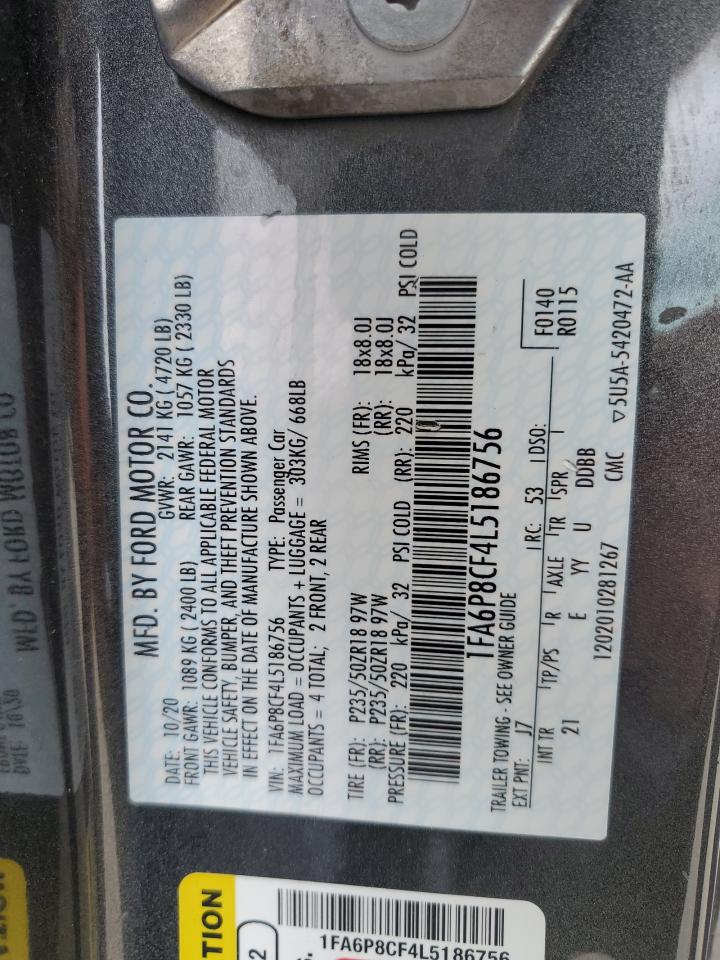 MFD. BY FORD MOTOR CO.
DATE: 10/20 GVWR: 2141 KG ( 4720 LB)
FRONT GAWR: 1089 KG ( 2400 LB) REAR GAWR: 1057 KG ( 2330 LB)
THIS VEHICLE CONFORMS TO ALL APPLICABLE FEDERAL MOTOR
VEHICLE SAFETY, BUMPER, AND THEFT PREVENTION STANDARDS
IN EFFECT ON THE DATE OF MANUFACTURE SHOWN ABOVE.
VIN: 1FA6P8CF4L5186756 TYPE: Passenger Car
MAXIMUM LOAD = OCCUPANTS + LUGGAGE = 303KG/ 668LB
OCCUPANTS = 4 TOTAL; 2 FRONT, 2 REAR
TIRE (FR): P235/50ZR18 97W RIMS (FR): 18x8.0J
(RR): P235/50ZR18 97W (RR): 18x8.0J
PRESSURE (FR): 220 kPa/ 32 PSI COLD (RR): 220 kPa/ 32 PSI COLD
1FA6P8CF4L5186756
TRAILER TOWING - SEE OWNER GUIDE
F0140
EXT PNT: J7 RC: 53 DSO: R0115
INT TR TP/PS R AXLE TR SPR
21 E YY U DDBB
1202010281267 CMC
▽5U5A-5420472-AA
TION
2
1FA6P8CF4L5186756